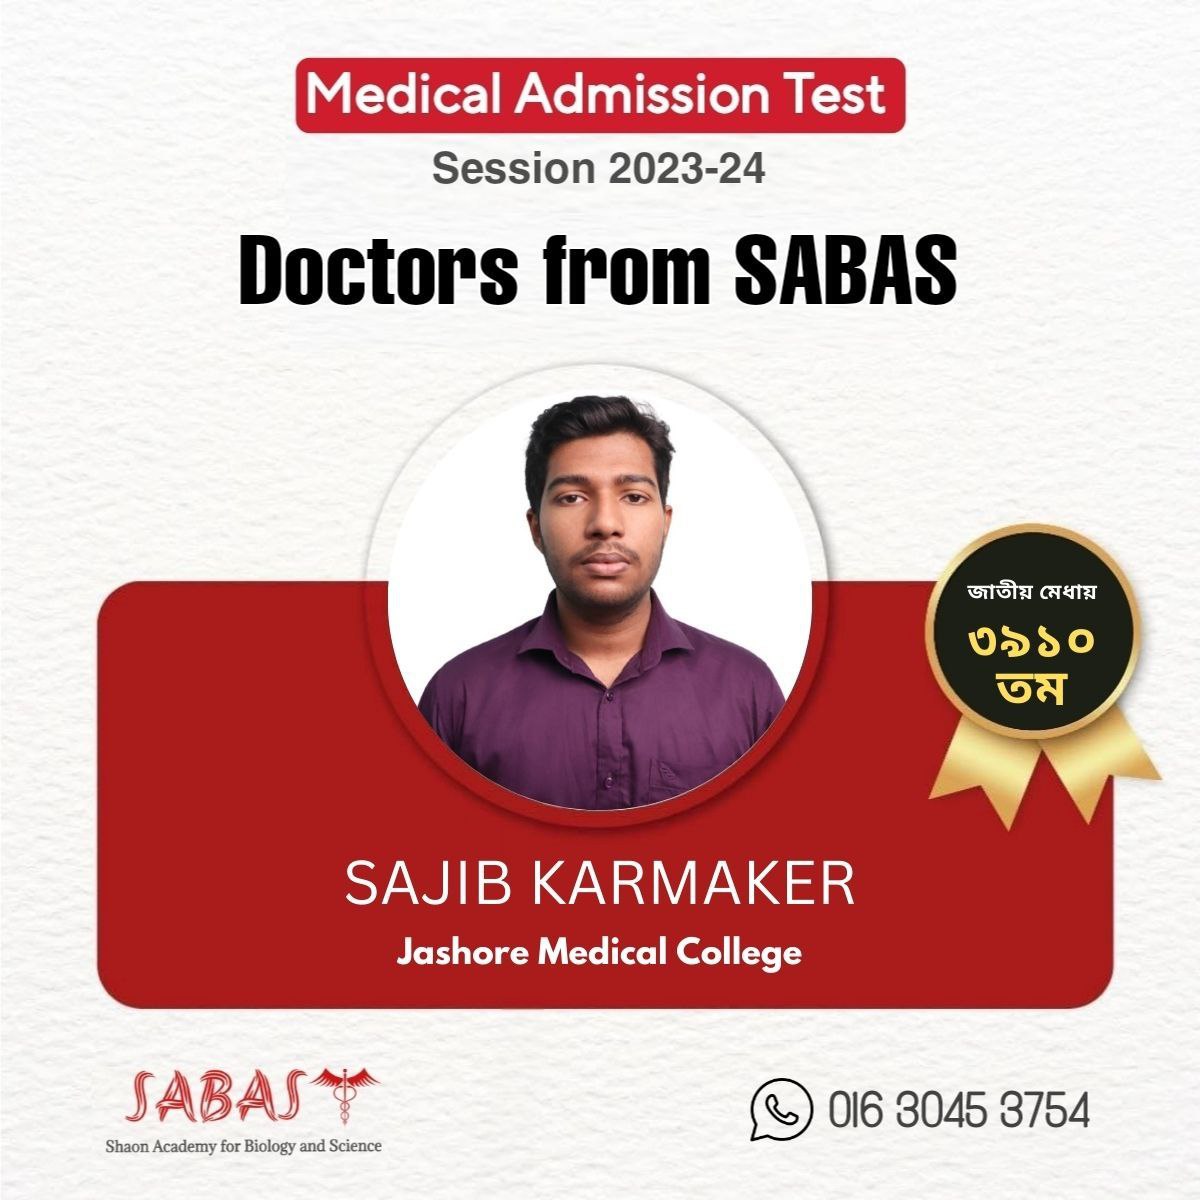 Medical Admission Test
Session 2023-24
Doctors from SABAS
জাতীয় মেধায়
৩৯১০
তম
SAJIB KARMAKER
Jashore Medical College
SABAS
Shaon Academy for Biology and Science
016 3045 3754